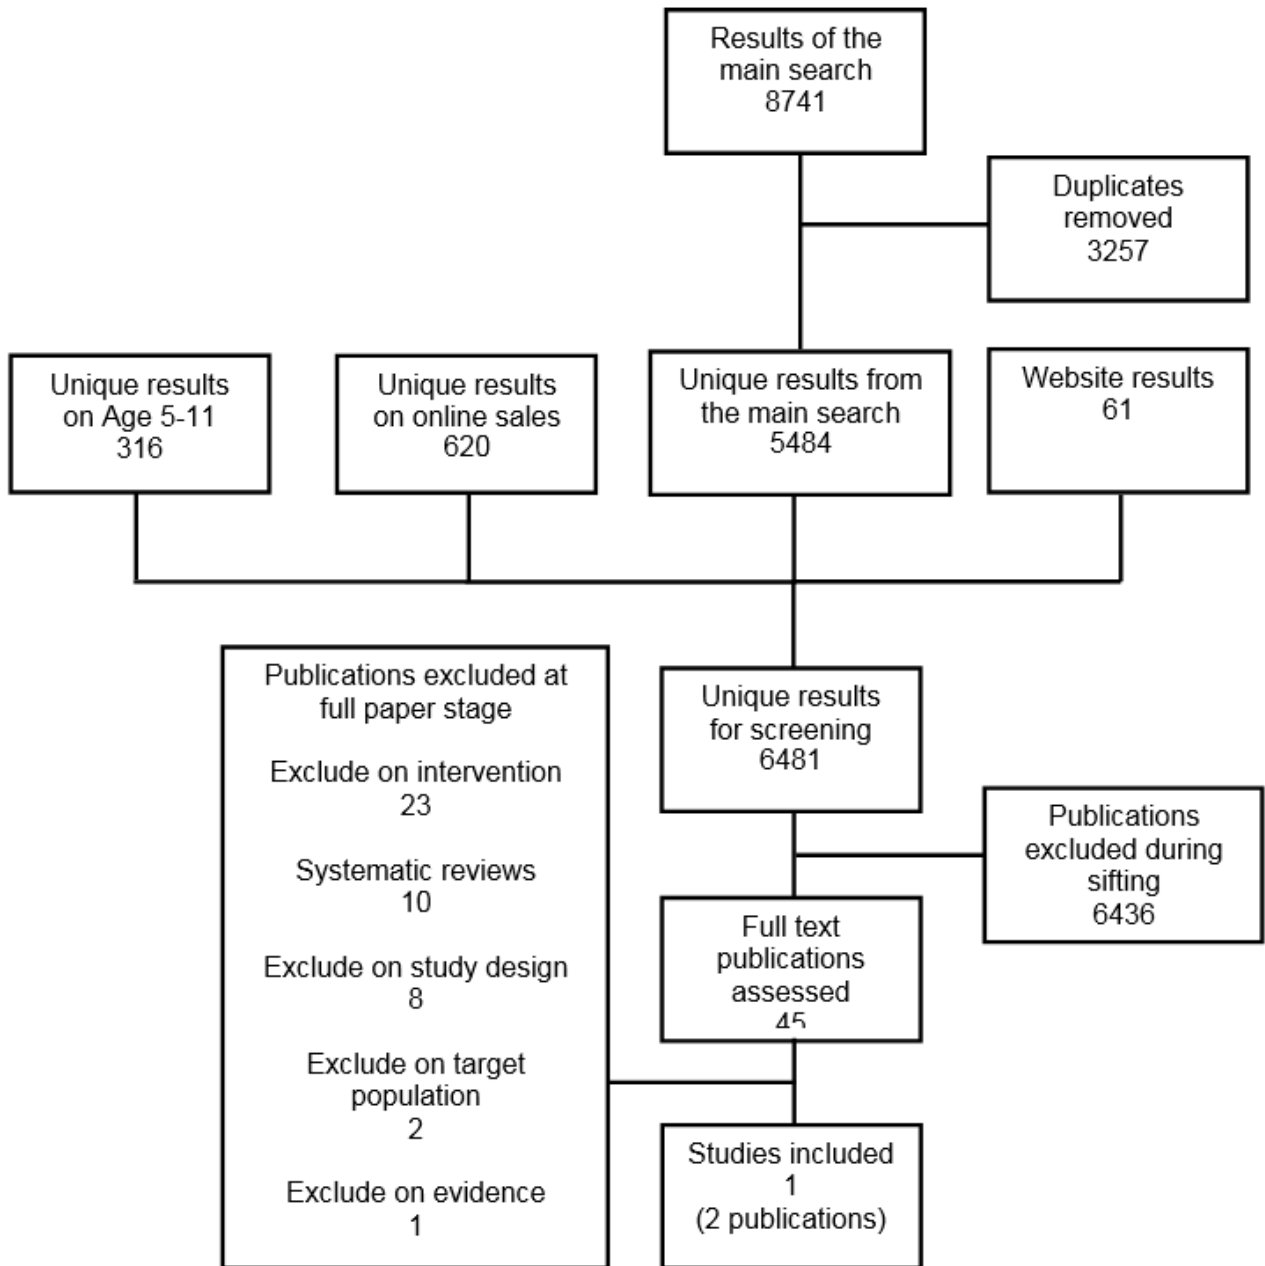 Results of the
main search
8741
Duplicates
removed
3257
Unique results
on Age 5-11
316
Unique results
on online sales
620
Unique results from
the main search
5484
Website results
61
Publications excluded at
full paper stage
Exclude on intervention
23
Systematic reviews
10
Exclude on study design
8
Exclude on target
population
2
Exclude on evidence
1
Unique results
for screening
6481
Publications
excluded during
sifting
6436
Full text
publications
assessed
45
Studies included
1
(2 publications)